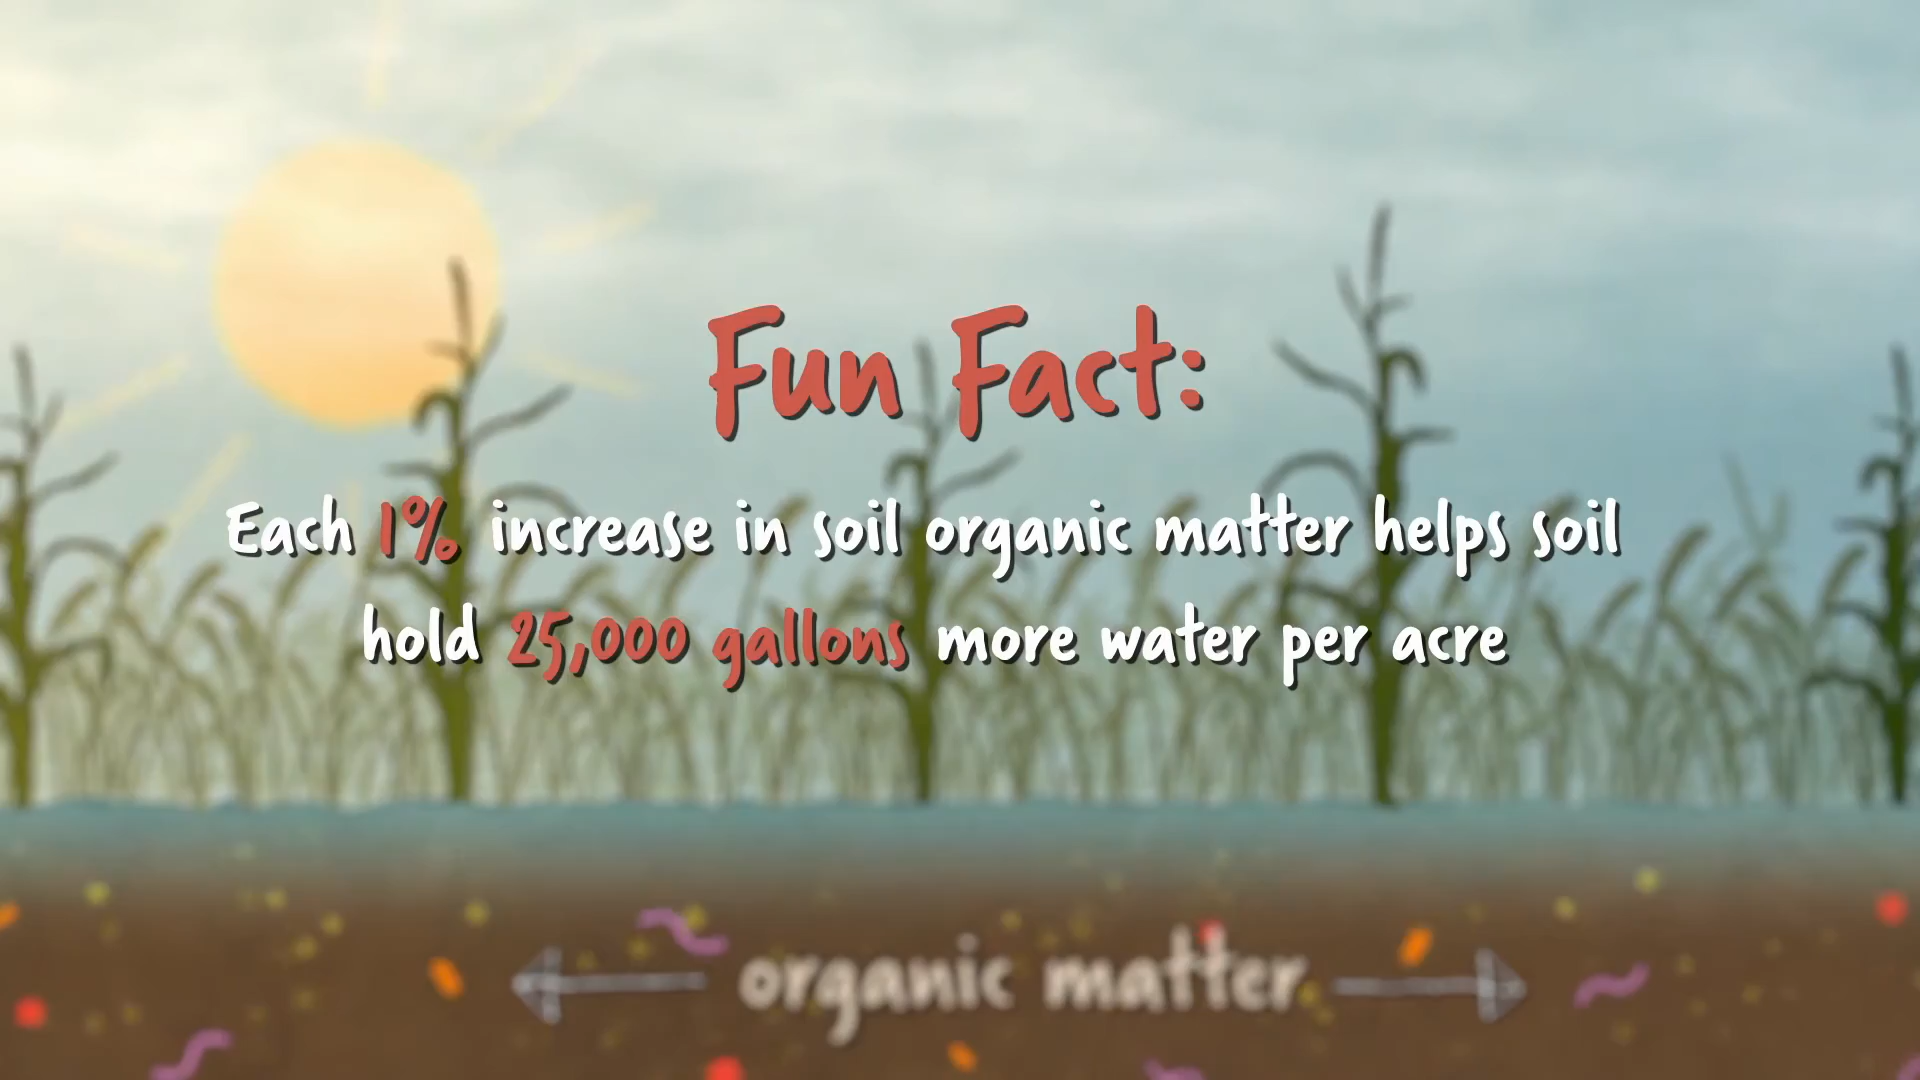 Fun Fact:
Each 1% increase in soil organic matter helps soil
hold 25,000 gallons more water per acre
organic matter